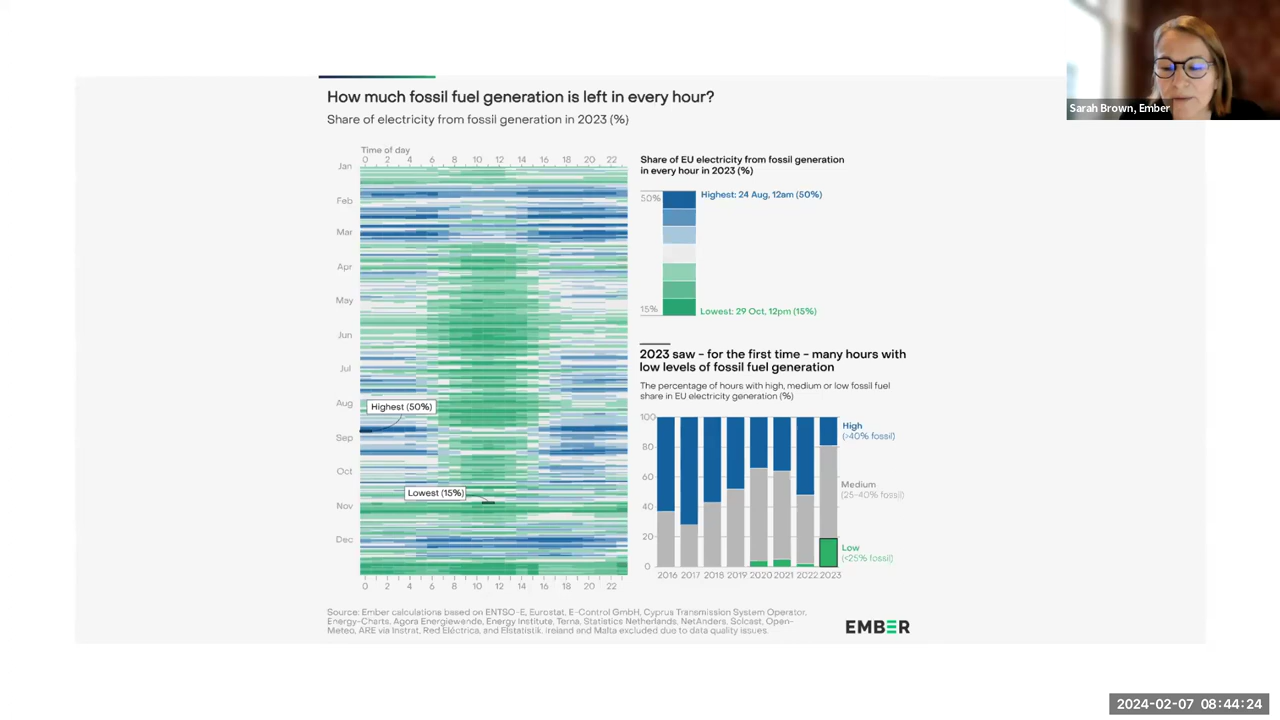 Sarah Brown, Ember
How much fossil fuel generation is left in every hour?
Share of electricity from fossil generation in 2023 (%)
Time of day
0 2 4 6 8 10 12 14 16 18 20 22
Jan
Feb
Mar
Apr
May
Jun
Jul
Aug
Sep
Oct
Nov
Dec
Highest (50%)
Lowest (15%)
0 2 4 6 8 10 12 14 16 18 20 22
Share of EU electricity from fossil generation
in every hour in 2023 (%)
50%
Highest: 24 Aug, 12am (50%)
15%
Lowest: 29 Oct, 12pm (15%)
2023 saw – for the first time – many hours with
low levels of fossil fuel generation
The percentage of hours with high, medium or low fossil fuel
share in EU electricity generation (%)
100
80
60
40
20
0
High
(>40% fossil)
Medium
(25-40% fossil)
Low
(<25% fossil)
2016 2017 2018 2019 2020 2021 2022 2023
Source: Ember calculations based on ENTSO-E, Eurostat, E-Control GmbH, Cyprus Transmission System Operator,
Energy-Charts, Agora Energiewende, Energy Institute, Terna, Statistics Netherlands, NetAnders, Solcast, Open-
Meteo, ARE via Instrat, Red Eléctrica, and Elstatistik. Ireland and Malta excluded due to data quality issues.
EMBER
2024-02-07 08:44:24